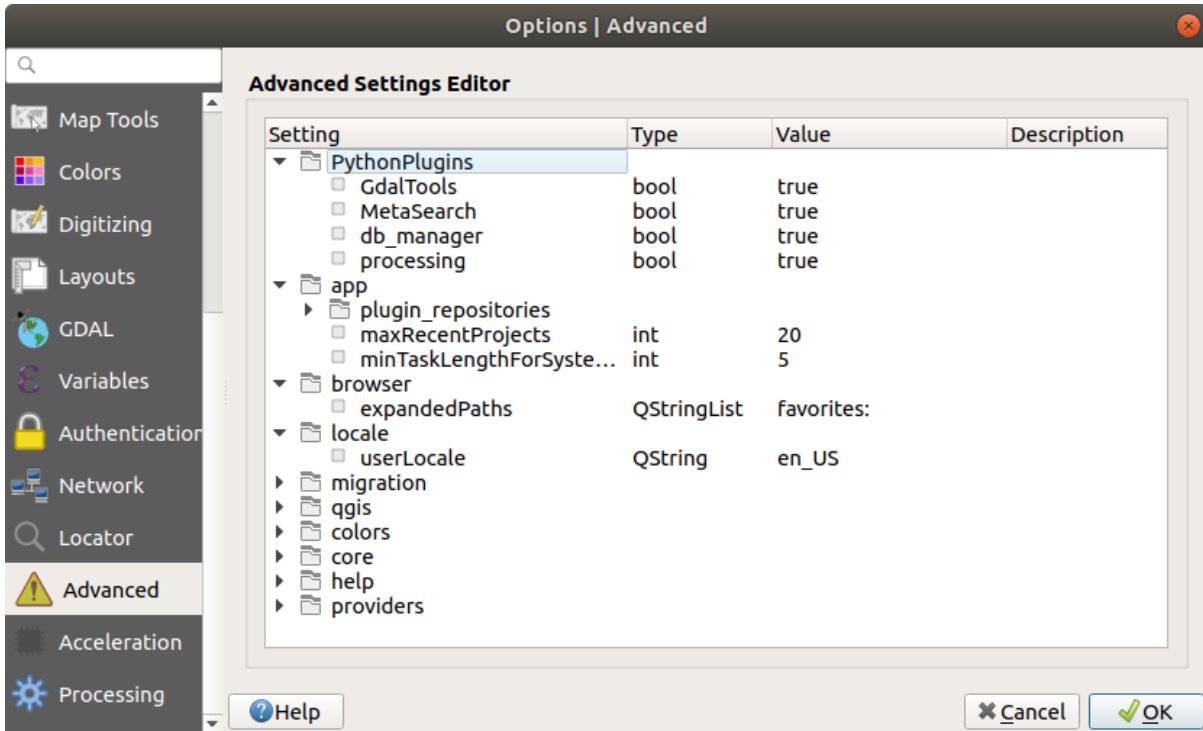 Options | Advanced
Map Tools
Colors
Digitizing
Layouts
GDAL
Variables
Authentication
Network
Locator
Advanced
Acceleration
Processing
Advanced Settings Editor
Setting Type Value Description
PythonPlugins
GdalTools bool true
MetaSearch bool true
db_manager bool true
processing bool true
app
plugin_repositories
maxRecentProjects int 20
minTaskLengthForSyste... int 5
browser
expandedPaths QStringList favorites:
locale
userLocale QString en_US
migration
qgis
colors
core
help
providers
Help Cancel OK